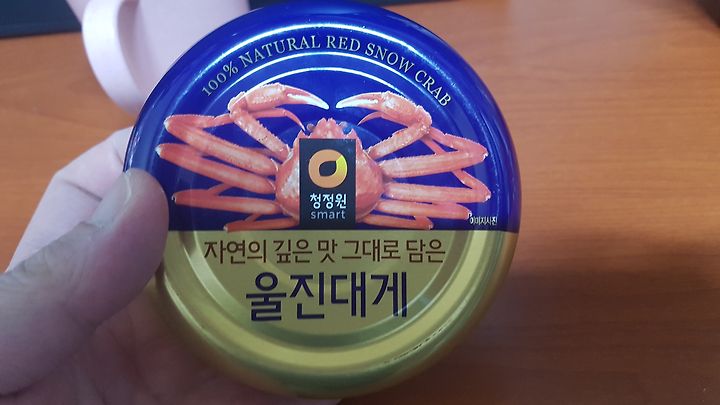 100% NATURAL RED SNOW CRAB
청정원
smart
이미지사진
자연의 깊은 맛 그대로 담은
울진대게